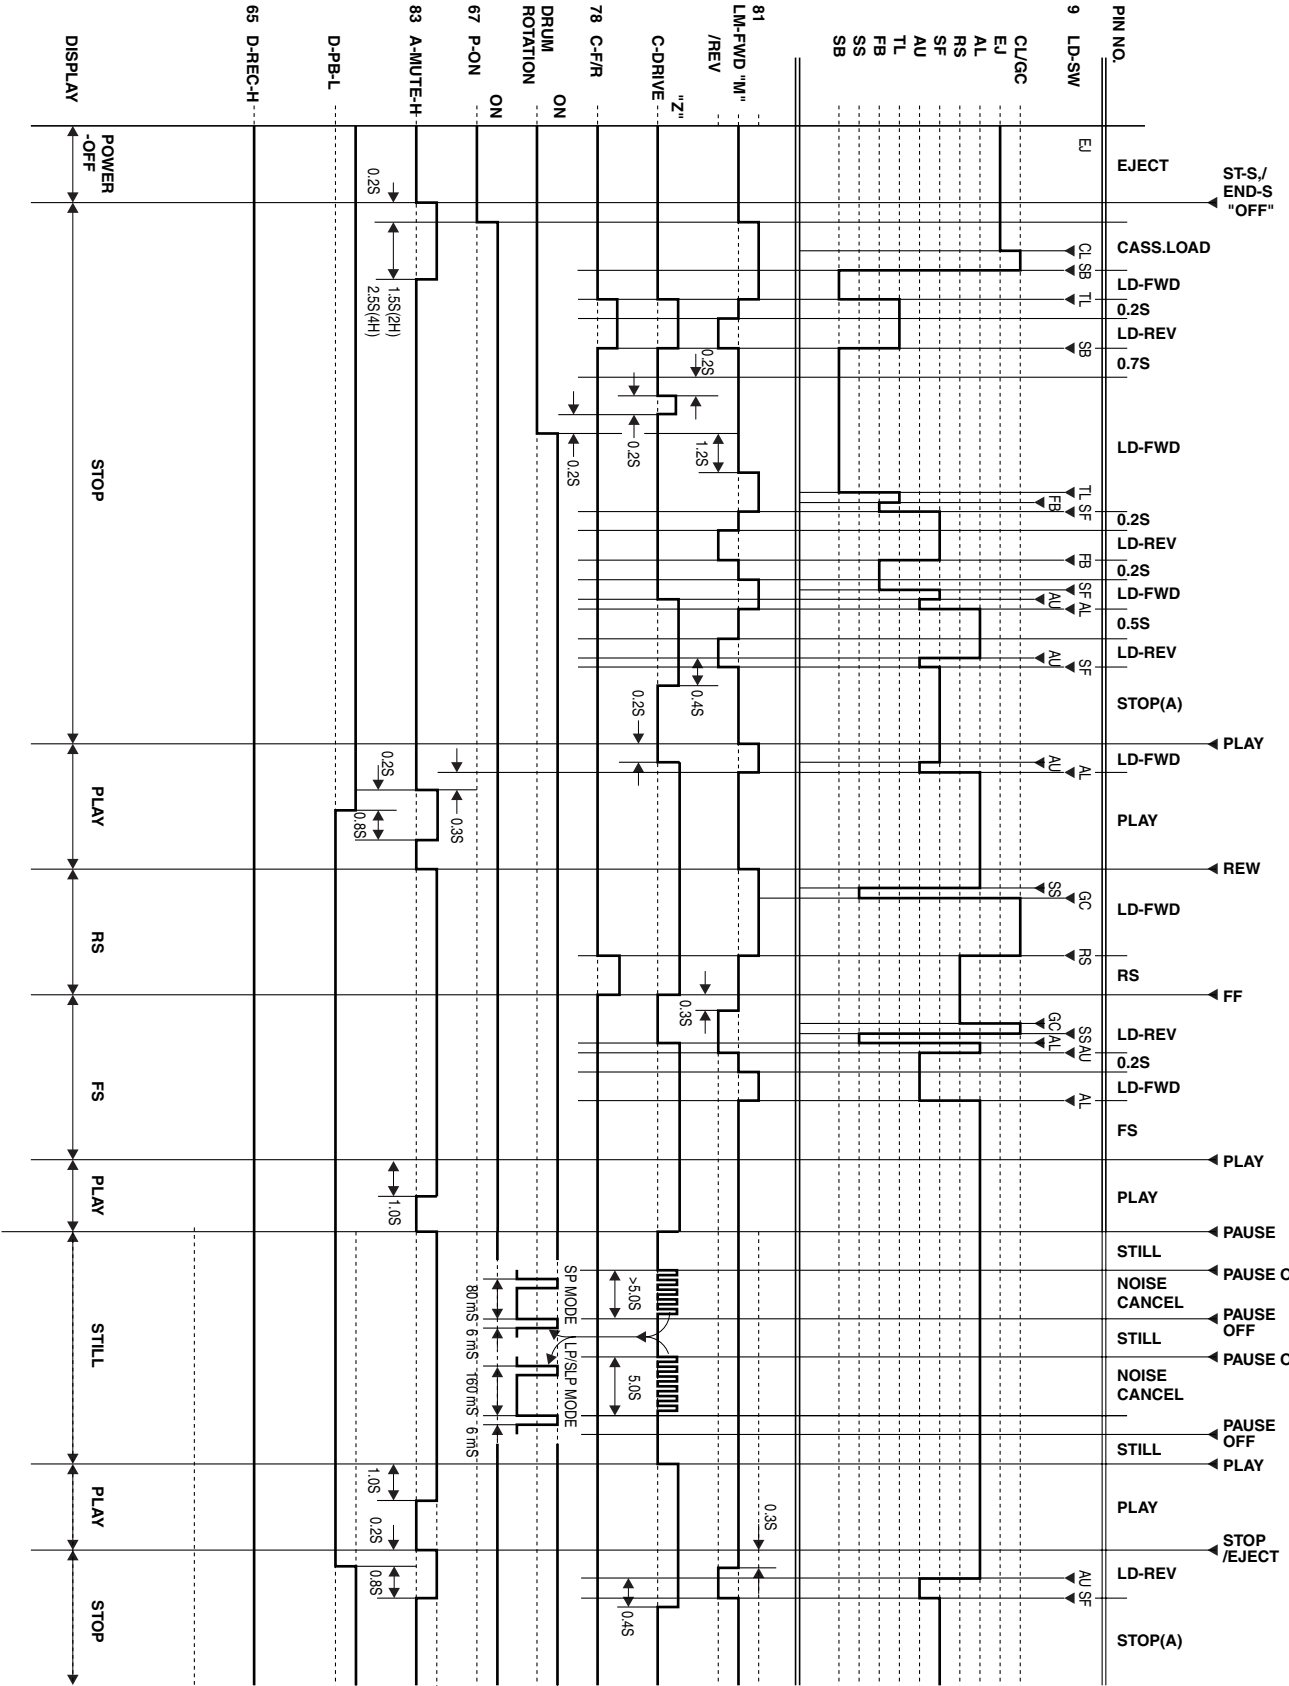 PIN NO.
9 LD-SW
CL/GC
EJ
AL
RS
SF
AU
TL
FB
SS
SB
81
LM-FWD "M"
/REV
"Z"
C-DRIVE
78 C-F/R
ON
DRUM
ROTATION
ON
67 P-ON
83 A-MUTE-H
D-PB-L
65 D-REC-H
DISPLAY
ST-S,/
END-S
"OFF"
PLAY
REW
FF
PLAY
PAUSE
PAUSE O
PAUSE
OFF
PAUSE O
PAUSE
OFF
PLAY
STOP
/EJECT
EJECT
CASS.LOAD
LD-FWD
0.2S
LD-REV
0.7S
LD-FWD
0.2S
LD-REV
0.2S
LD-FWD
0.5S
LD-REV
STOP(A)
LD-FWD
PLAY
LD-FWD
RS
LD-REV
0.2S
LD-FWD
FS
PLAY
STILL
NOISE
CANCEL
STILL
NOISE
CANCEL
STILL
PLAY
LD-REV
STOP(A)
EJ
CL
SB
TL
SB
TL
FB
SF
FB
SF
AU
AL
AU
SF
AU
AL
SS
GC
RS
GC
SS
AL
AU
AL
AU
SF
0.2S
1.2S
0.4S
0.3S
0.3S
0.2S
0.2S
0.4S
0.2S
>5.0S
5.0S
SP MODE
LP/SLP MODE
80 mS
6 mS
160 mS
6 mS
0.3S
0.2S
1.5S(2H)
2.5S(4H)
0.2S
0.8S
1.0S
1.0S
0.2S
0.8S
POWER
-OFF
STOP
PLAY
RS
FS
PLAY
STILL
PLAY
STOP